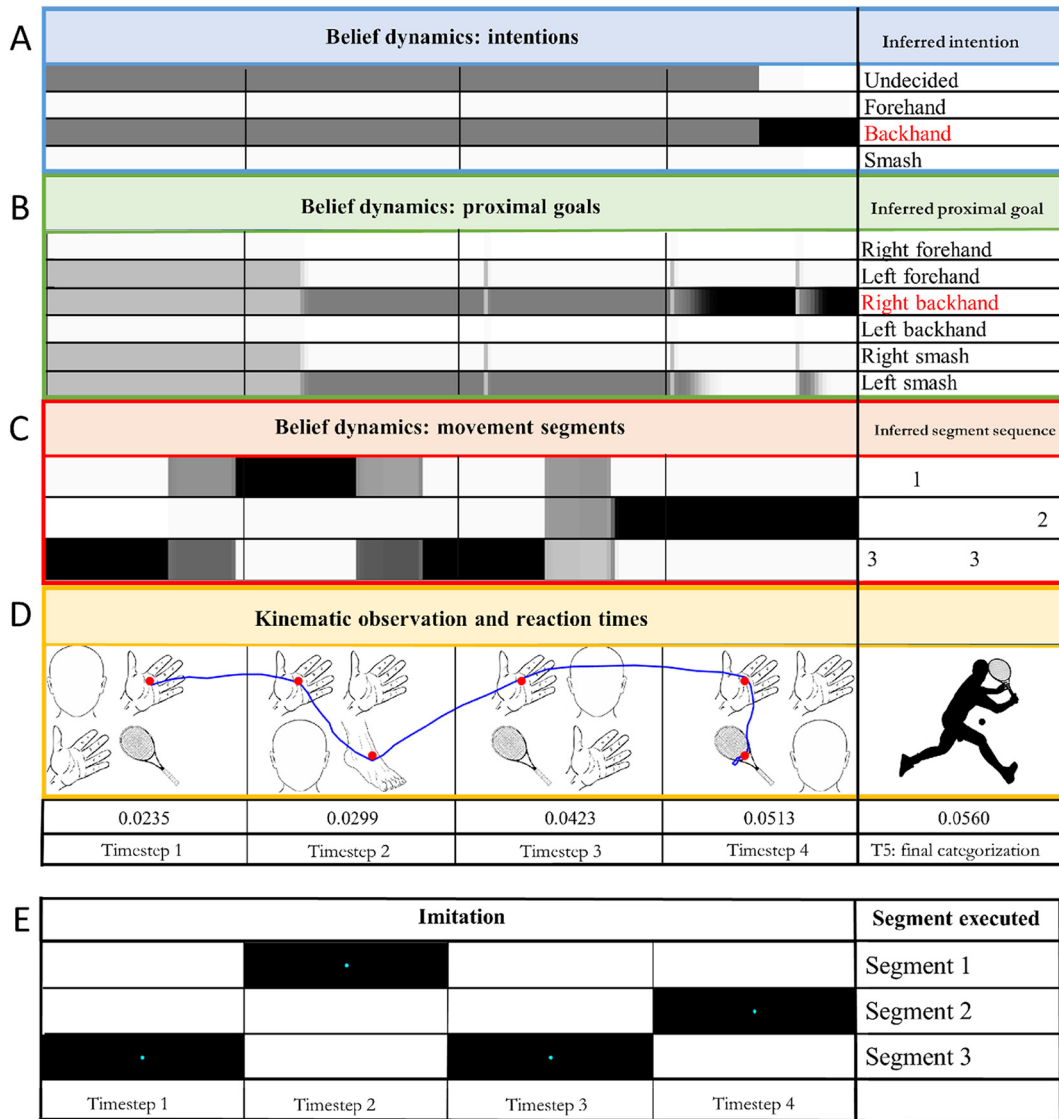 A
Belief dynamics: intentions
Inferred intention
Undecided
Forehand
Backhand
Smash
B
Belief dynamics: proximal goals
Inferred proximal goal
Right forehand
Left forehand
Right backhand
Left backhand
Right smash
Left smash
C
Belief dynamics: movement segments
Inferred segment sequence
1
2
3 3
D
Kinematic observation and reaction times
0.0235 0.0299 0.0423 0.0513 0.0560
Timestep 1 Timestep 2 Timestep 3 Timestep 4 T5: final categorization
E
Imitation Segment executed
Segment 1
Segment 2
Segment 3
Timestep 1 Timestep 2 Timestep 3 Timestep 4